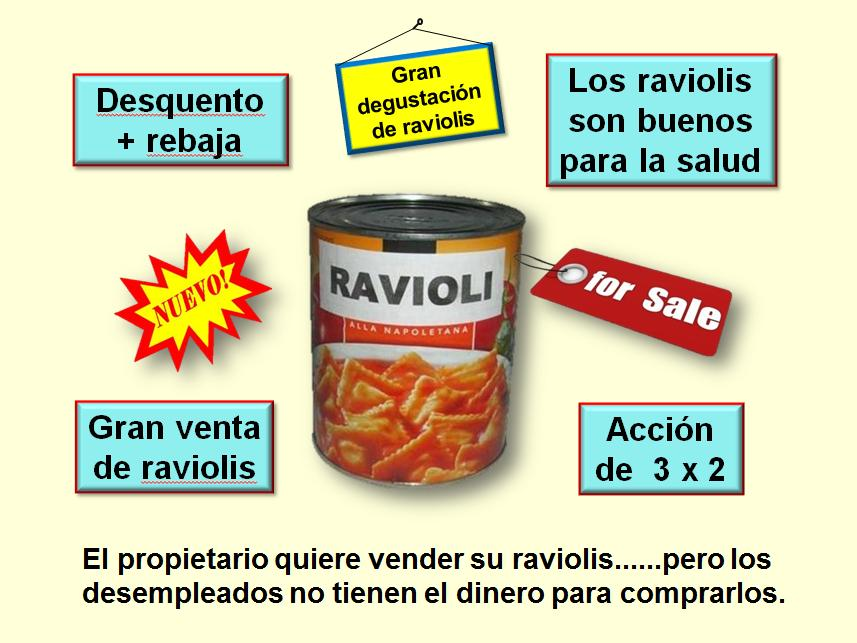 Gran
degustación
de raviolis
Desquento
+ rebaja
Los raviolis
son buenos
para la salud
RAVIOLI
ALLA NAPOLETANA
for Sale
NUEVO!
Gran venta
de raviolis
Acción
de 3 x 2
El propietario quiere vender su raviolis......pero los
desempleados no tienen el dinero para comprarlos.